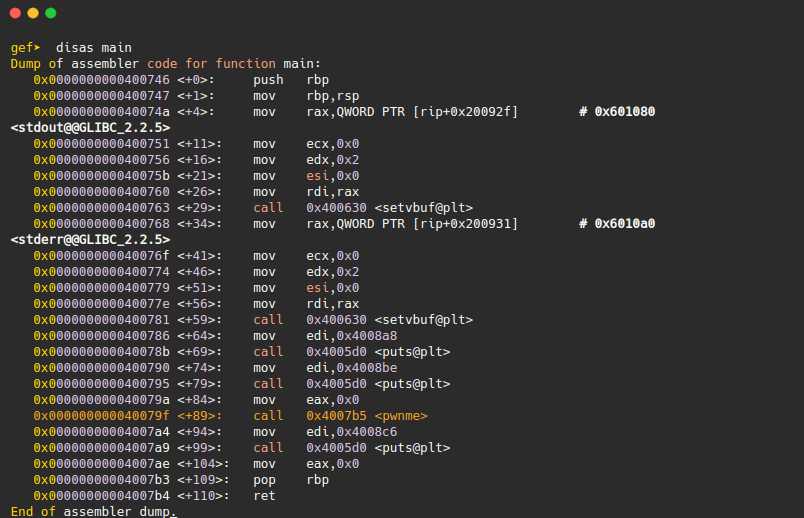 gef➤  disas main
Dump of assembler code for function main:
   0x0000000000400746 <+0>:     push   rbp
   0x0000000000400747 <+1>:     mov    rbp,rsp
   0x000000000040074a <+4>:     mov    rax,QWORD PTR [rip+0x20092f]        # 0x601080
<stdout@@GLIBC_2.2.5>
   0x0000000000400751 <+11>:    mov    ecx,0x0
   0x0000000000400756 <+16>:    mov    edx,0x2
   0x000000000040075b <+21>:    mov    esi,0x0
   0x0000000000400760 <+26>:    mov    rdi,rax
   0x0000000000400763 <+29>:    call   0x400630 <setvbuf@plt>
   0x0000000000400768 <+34>:    mov    rax,QWORD PTR [rip+0x200931]        # 0x6010a0
<stderr@@GLIBC_2.2.5>
   0x000000000040076f <+41>:    mov    ecx,0x0
   0x0000000000400774 <+46>:    mov    edx,0x2
   0x0000000000400779 <+51>:    mov    esi,0x0
   0x000000000040077e <+56>:    mov    rdi,rax
   0x0000000000400781 <+59>:    call   0x400630 <setvbuf@plt>
   0x0000000000400786 <+64>:    mov    edi,0x4008a8
   0x000000000040078b <+69>:    call   0x4005d0 <puts@plt>
   0x0000000000400790 <+74>:    mov    edi,0x4008be
   0x0000000000400795 <+79>:    call   0x4005d0 <puts@plt>
   0x000000000040079a <+84>:    mov    eax,0x0
   0x000000000040079f <+89>:    call   0x4007b5 <pwnme>
   0x00000000004007a4 <+94>:    mov    edi,0x4008c6
   0x00000000004007a9 <+99>:    call   0x4005d0 <puts@plt>
   0x00000000004007ae <+104>:   mov    eax,0x0
   0x00000000004007b3 <+109>:   pop    rbp
   0x00000000004007b4 <+110>:   ret
End of assembler dump.